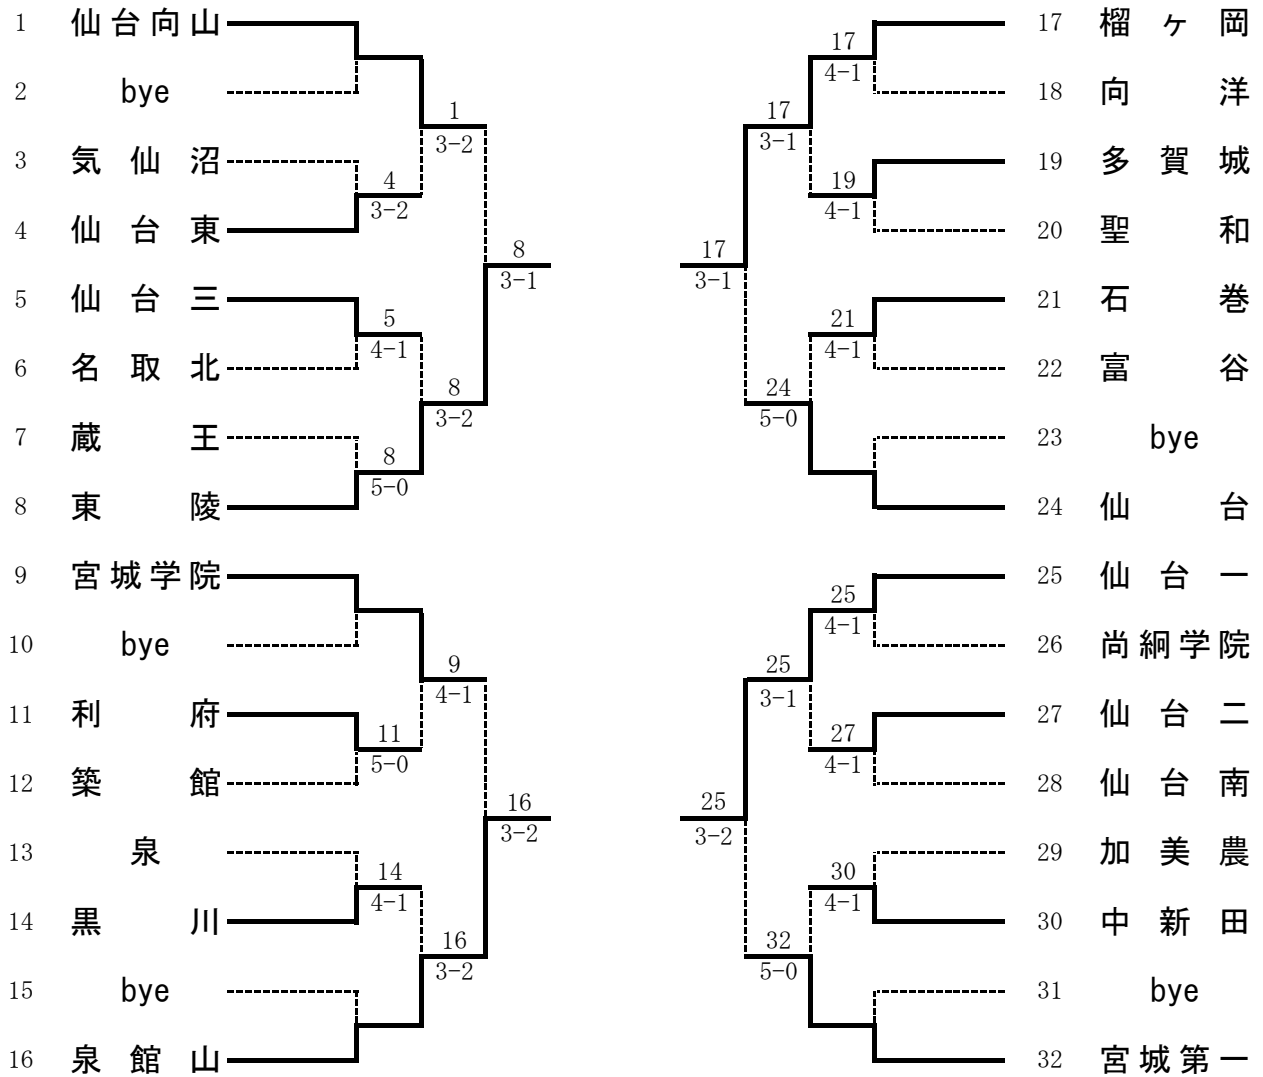 1 仙台向山
2 bye
3 気仙沼
4 仙台東
5 仙台三
6 名取北
7 蔵王
8 東陵
9 宮城学院
10 bye
11 利府
12 築館
13 泉
14 黒川
15 bye
16 泉館山
4
3-2
5
4-1
8
5-0
11
5-0
14
4-1
1
3-2
8
3-2
9
4-1
16
3-2
8
3-1
16
3-2
17
3-1
25
3-2
17
3-1
24
5-0
25
3-1
32
5-0
17
4-1
19
4-1
21
4-1
25
4-1
27
4-1
30
4-1
17 榴ヶ岡
18 向洋
19 多賀城
20 聖和
21 石巻
22 富谷
23 bye
24 仙台
25 仙台一
26 尚絅学院
27 仙台二
28 仙台南
29 加美農
30 中新田
31 bye
32 宮城第一